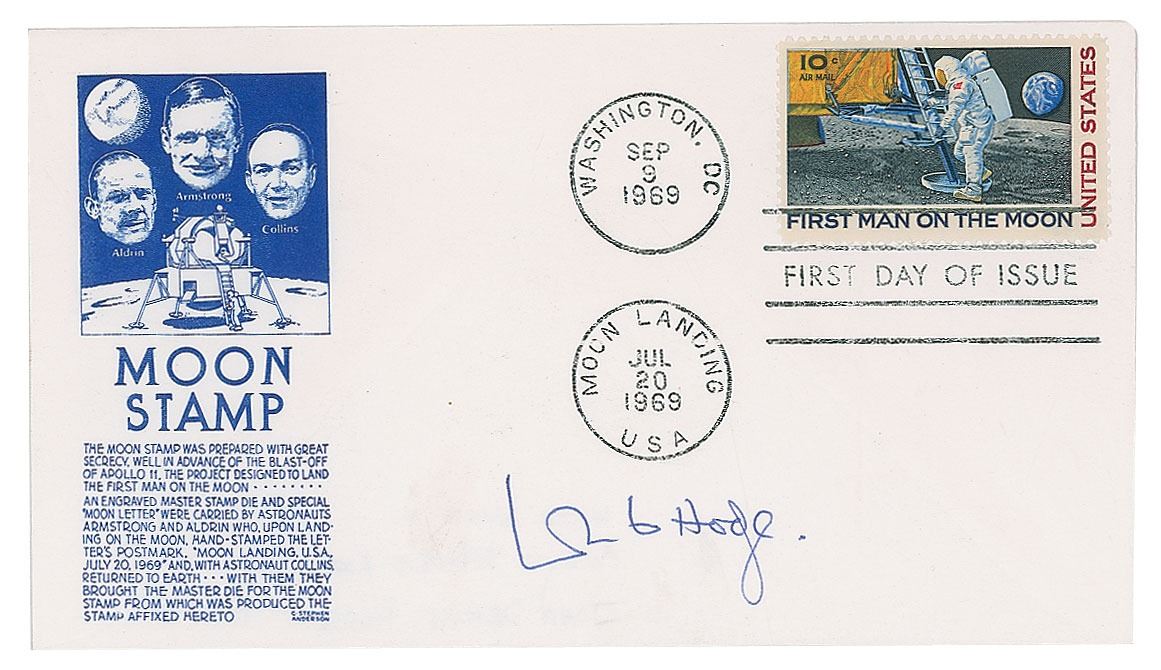 Armstrong
Collins
Aldrin
MOON
STAMP
THE MOON STAMP WAS PREPARED WITH GREAT
SECRECY, WELL IN ADVANCE OF THE BLAST-OFF
OF APOLLO 11, THE PROJECT DESIGNED TO LAND
THE FIRST MAN ON THE MOON ········
AN ENGRAVED MASTER STAMP DIE AND SPECIAL
"MOON LETTER" WERE CARRIED BY ASTRONAUTS
ARMSTRONG AND ALDRIN WHO, UPON LAND-
ING ON THE MOON, HAND-STAMPED THE LET-
TER'S POSTMARK, "MOON LANDING, U.S.A.,
JULY 20, 1969" AND, WITH ASTRONAUT COLLINS,
RETURNED TO EARTH ··· WITH THEM THEY
BROUGHT THE MASTER DIE FOR THE MOON
STAMP FROM WHICH WAS PRODUCED THE
STAMP AFFIXED HERETO
C. STEPHEN
ANDERSON
WASHINGTON, DC
SEP
9
1969
MOON LANDING
JUL
20
1969
USA
10c
AIR MAIL
UNITED STATES
FIRST MAN ON THE MOON
FIRST DAY OF ISSUE
Hodge.